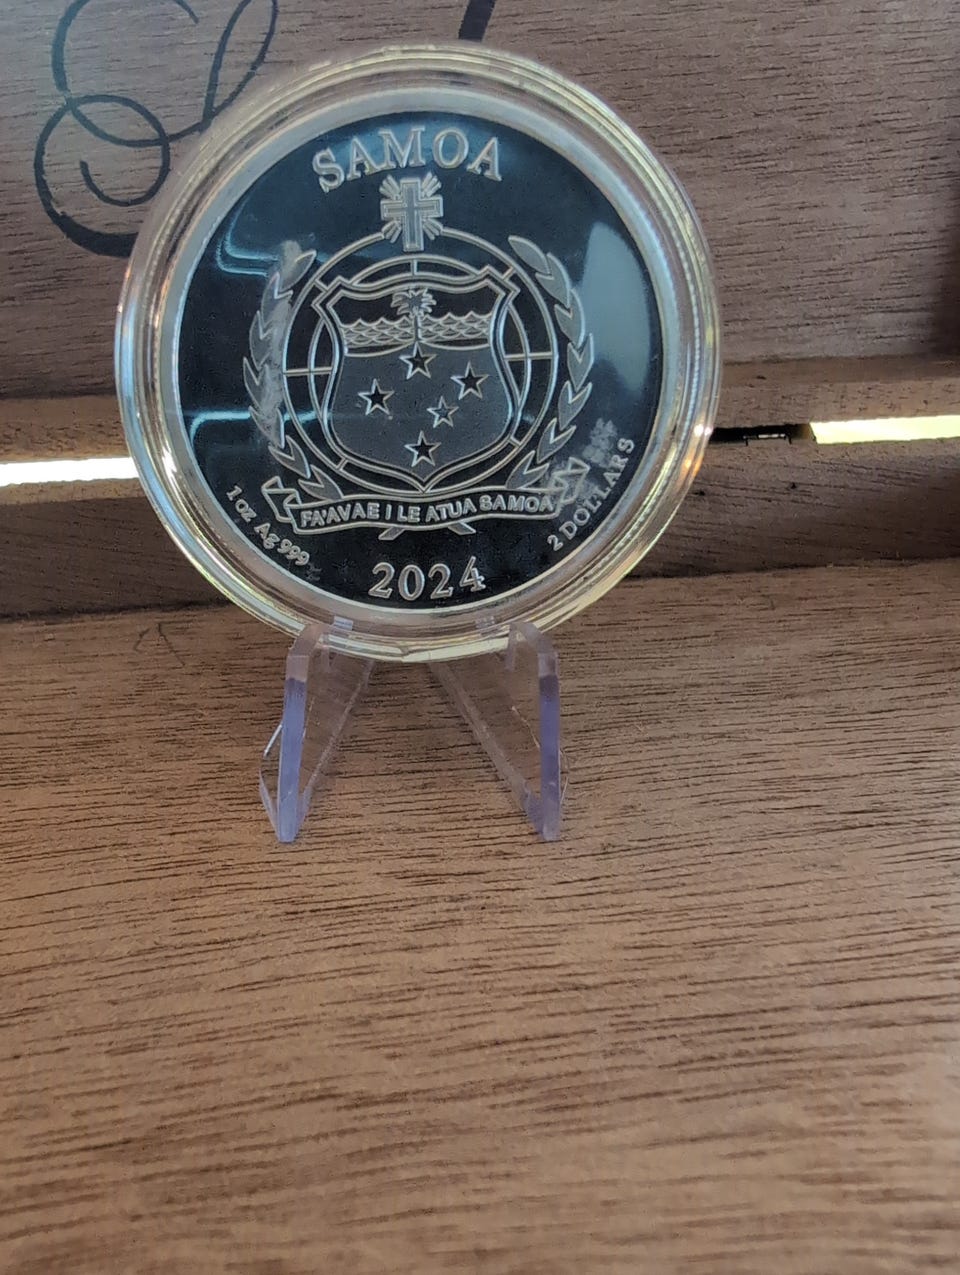 SAMOA
FA'AVAE I LE ATUA SAMOA
1 oz Ag 999
2 DOLLARS
2024